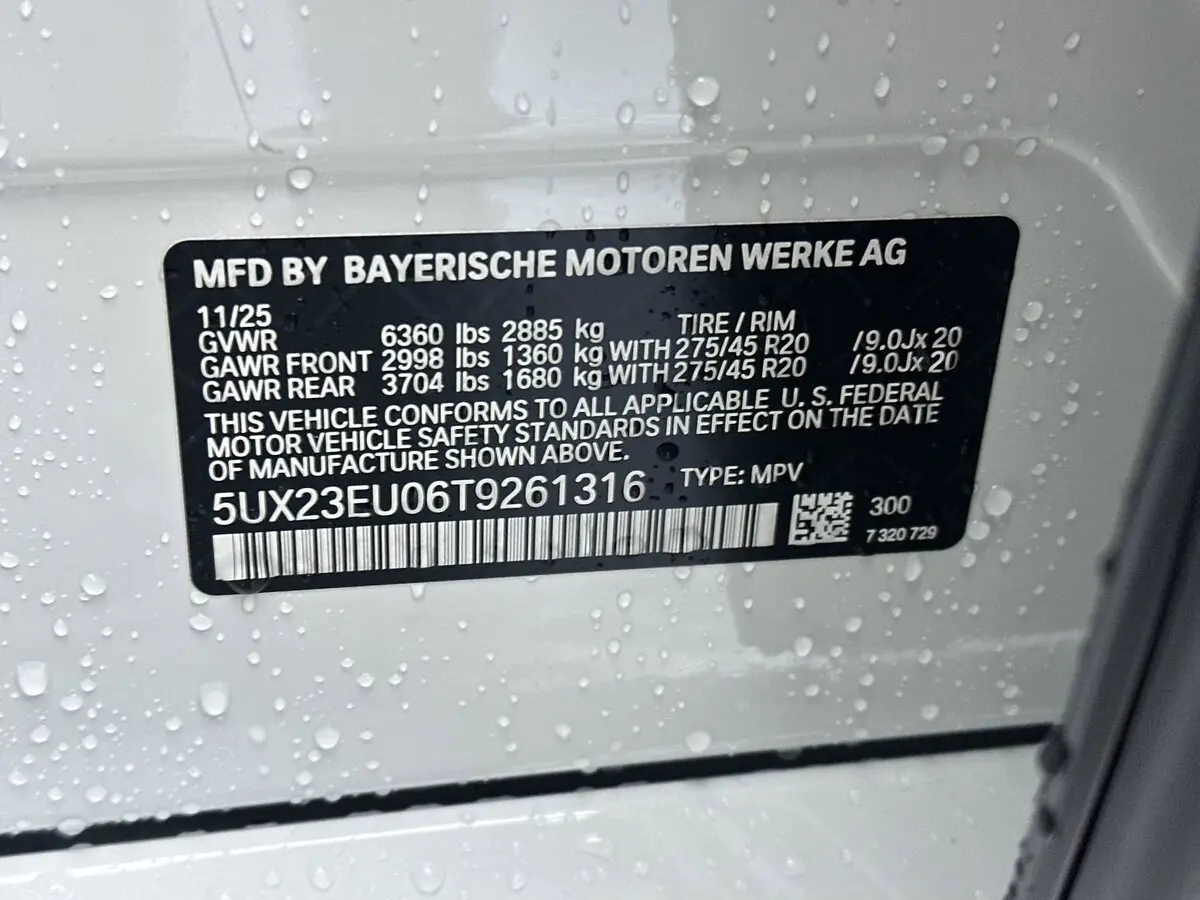 MFD BY BAYERISCHE MOTOREN WERKE AG
11/25 TIRE / RIM
GVWR 6360 lbs 2885 kg
GAWR FRONT 2998 lbs 1360 kg WITH 275/45 R20 /9.0Jx 20
GAWR REAR 3704 lbs 1680 kg WITH 275/45 R20 /9.0Jx 20
THIS VEHICLE CONFORMS TO ALL APPLICABLE U. S. FEDERAL
MOTOR VEHICLE SAFETY STANDARDS IN EFFECT ON THE DATE
OF MANUFACTURE SHOWN ABOVE.
5UX23EU06T9261316 TYPE: MPV
300
7 320 729